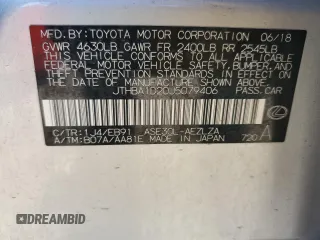 MFD.BY: TOYOTA MOTOR CORPORATION 06/18
GVWR 4630LB GAWR FR 2400LB RR 2545LB
THIS VEHICLE CONFORMS TO ALL APPLICABLE
FEDERAL MOTOR VEHICLE SAFETY, BUMPER, AND THEFT
PREVENTION STANDARDS IN EFFECT ON THE
DATE OF MANUFACTURE SHOWN ABOVE.
JTHBA1D20J5079406 PASS.CAR
C/TR: 1J4/EB91 ASE30L-AEZLZA
A/TM: B07A/AA81E MADE IN JAPAN 720 A
DREAMBID